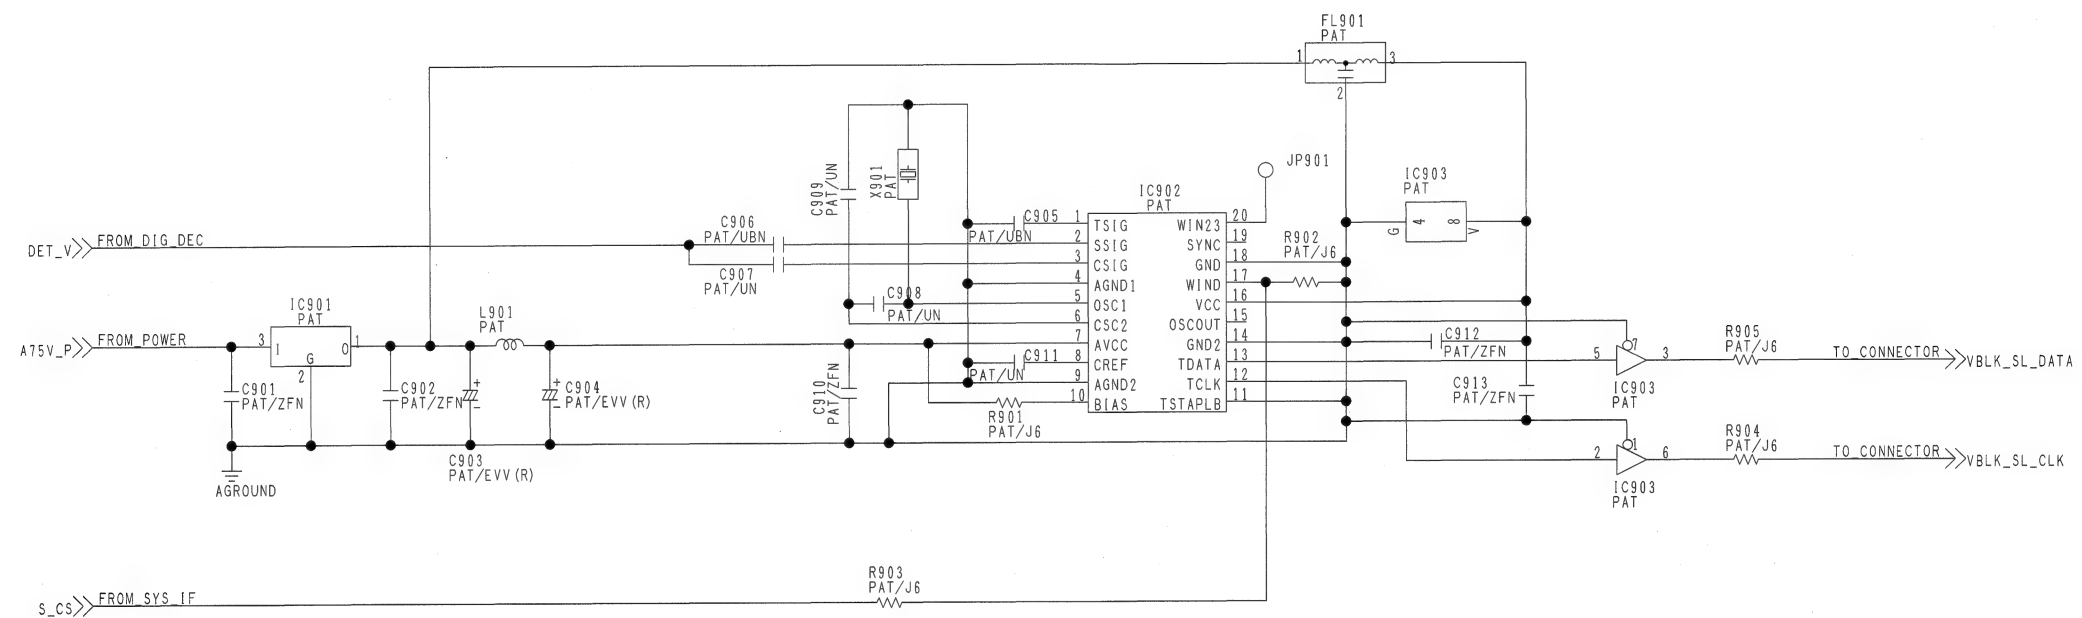 FL901
PAT
1
3
2
JP901
IC903
PAT
G
4
8
V
C909
PAT/UN
X901
PAT
IC902
PAT
C906
PAT/UBN
C907
PAT/UN
C905
PAT/UBN
C908
PAT/UN
C911
PAT/UN
C910
PAT/ZFN
R901
PAT/J6
1
2
3
4
5
6
7
8
9
10
TSIG
SSIG
CSIG
AGND1
OSC1
CSC2
AVCC
CREF
AGND2
BIAS
WIN23
SYNC
GND
WIND
VCC
OSCOUT
GND2
TDATA
TCLK
TSTAPLB
20
19
18
17
16
15
14
13
12
11
R902
PAT/J6
C912
PAT/ZFN
C913
PAT/ZFN
5
7
3
IC903
PAT
R905
PAT/J6
TO_CONNECTOR
VBLK_SL_DATA
2
1
6
IC903
PAT
R904
PAT/J6
TO_CONNECTOR
VBLK_SL_CLK
DET_V
FROM_DIG_DEC
A75V_P
FROM_POWER
IC901
PAT
3
I
G
O
1
2
L901
PAT
C901
PAT/ZFN
C902
PAT/ZFN
+
-
+
-
C904
PAT/EVV(R)
C903
PAT/EVV(R)
AGROUND
S_CS
FROM_SYS_IF
R903
PAT/J6